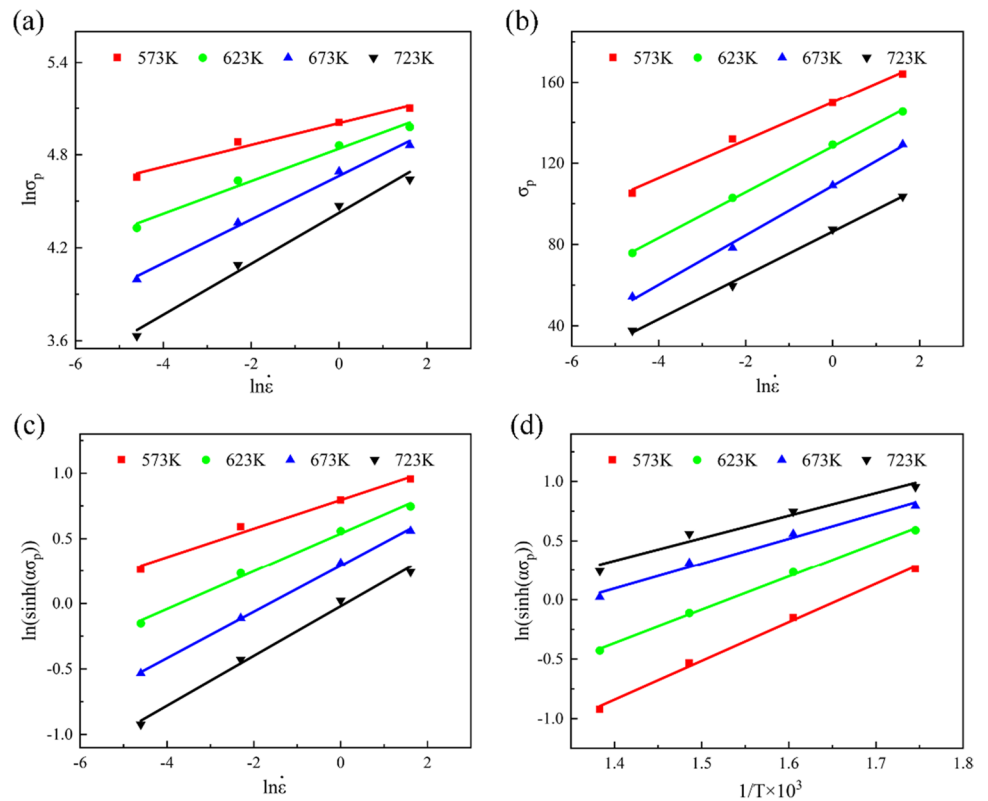 (a)
573K 623K 673K 723K
5.4
4.8
4.2
3.6
lnσp
-6 -4 -2 0 2
lnε̇
(b)
573K 623K 673K 723K
160
120
80
40
σp
-6 -4 -2 0 2
lnε̇
(c)
573K 623K 673K 723K
1.0
0.5
0.0
-0.5
-1.0
ln(sinh(ασp))
-6 -4 -2 0 2
lnε̇
(d)
573K 623K 673K 723K
1.0
0.5
0.0
-0.5
-1.0
ln(sinh(ασp))
1.4 1.5 1.6 1.7 1.8
1/T×10³